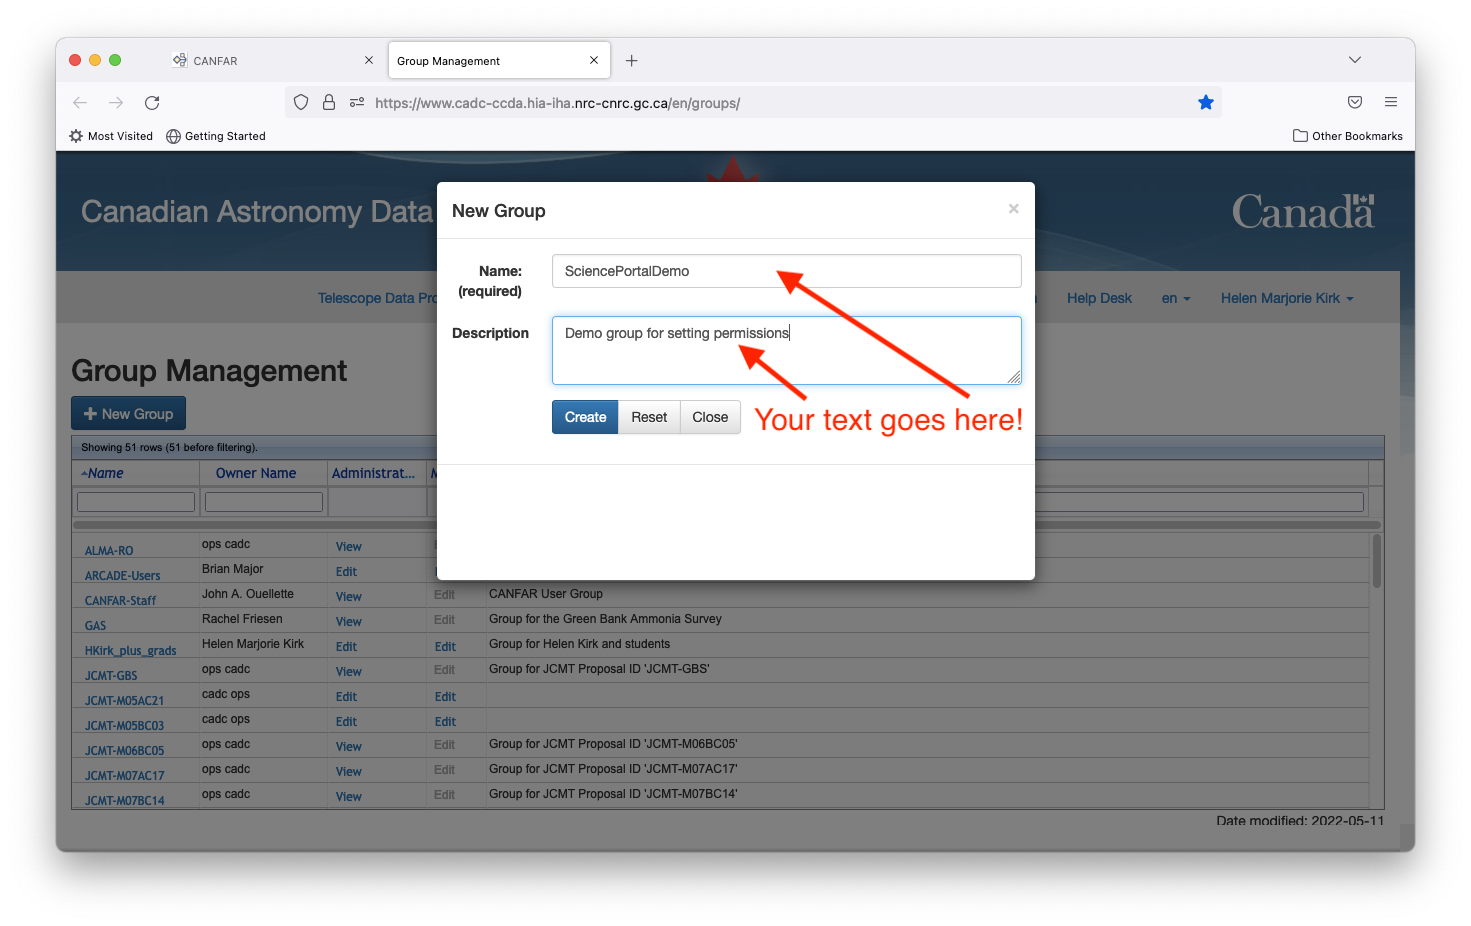 CANFAR
Group Management
https://www.cadc-ccda.hia-iha.nrc-cnrc.gc.ca/en/groups/
Most Visited
Getting Started
Other Bookmarks
Canadian Astronomy Data
Canada
Telescope Data Pro
Help Desk
en
Helen Marjorie Kirk
New Group
×
Name:
(required)
SciencePortalDemo
Description
Demo group for setting permissions
Create Reset Close
Your text goes here!
Group Management
New Group
Showing 51 rows (51 before filtering).
Name Owner Name Administrat...
ALMA-RO ops cadc View
ARCADE-Users Brian Major Edit
CANFAR-Staff John A. Ouellette View Edit CANFAR User Group
GAS Rachel Friesen View Edit Group for the Green Bank Ammonia Survey
HKirk_plus_grads Helen Marjorie Kirk Edit Edit Group for Helen Kirk and students
JCMT-GBS ops cadc View Edit Group for JCMT Proposal ID 'JCMT-GBS'
JCMT-M05AC21 cadc ops Edit Edit
JCMT-M05BC03 cadc ops Edit Edit
JCMT-M06BC05 ops cadc View Edit Group for JCMT Proposal ID 'JCMT-M06BC05'
JCMT-M07AC17 ops cadc View Edit Group for JCMT Proposal ID 'JCMT-M07AC17'
JCMT-M07BC14 ops cadc View Edit Group for JCMT Proposal ID 'JCMT-M07BC14'
Date modified: 2022-05-11